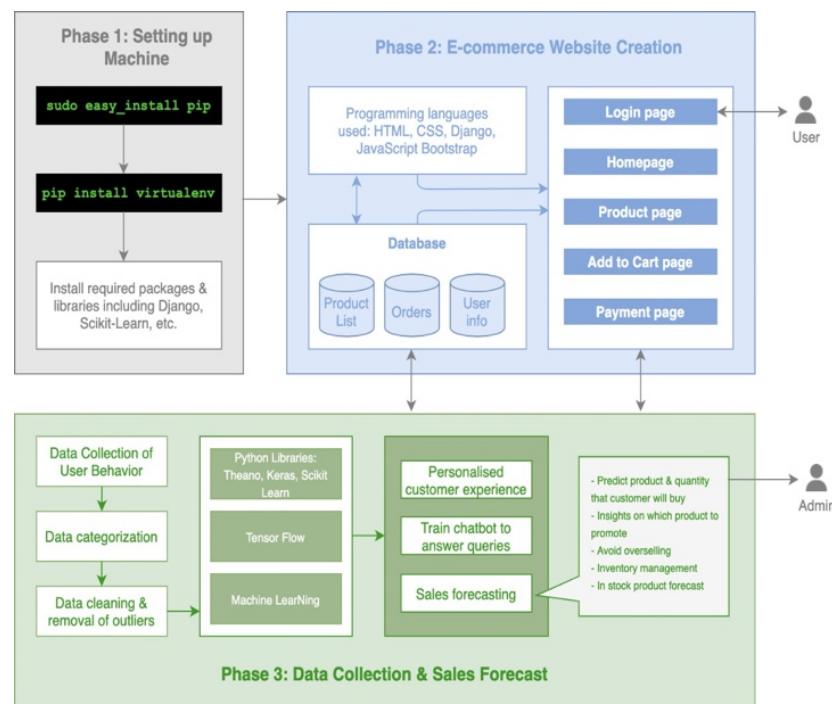 Phase 1: Setting up
Machine
sudo easy_install pip
pip install virtualenv
Install required packages &
libraries including Django,
Scikit-Learn, etc.
Phase 2: E-commerce Website Creation
Programming languages
used: HTML, CSS, Django,
JavaScript Bootstrap
Database
Product
List
Orders
User
info
Login page
Homepage
Product page
Add to Cart page
Payment page
User
Data Collection of
User Behavior
Data categorization
Data cleaning &
removal of outliers
Python Libraries:
Theano, Keras, Scikit
Learn
Tensor Flow
Machine LearNing
Personalised
customer experience
Train chatbot to
answer queries
Sales forecasting
- Predict product & quantity
that customer will buy
- Insights on which product to
promote
- Avoid overselling
- Inventory management
- In stock product forecast
Admin
Phase 3: Data Collection & Sales Forecast